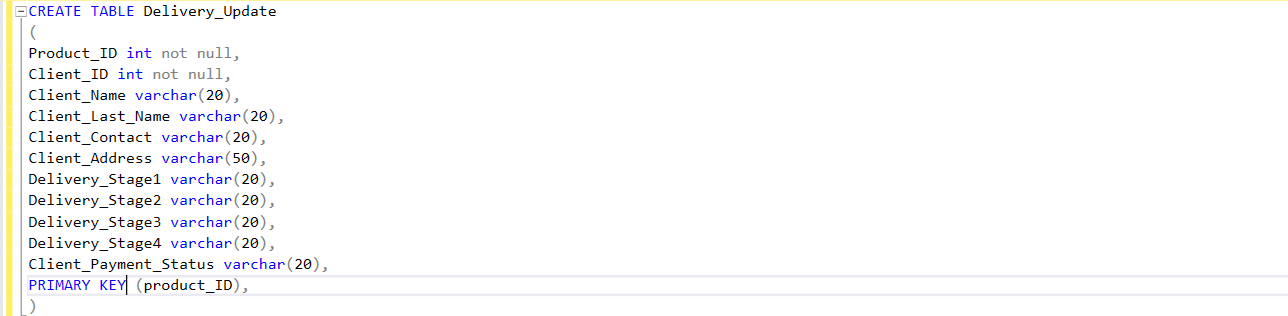 CREATE TABLE Delivery_Update
(
Product_ID int not null,
Client_ID int not null,
Client_Name varchar(20),
Client_Last_Name varchar(20),
Client_Contact varchar(20),
Client_Address varchar(50),
Delivery_Stage1 varchar(20),
Delivery_Stage2 varchar(20),
Delivery_Stage3 varchar(20),
Delivery_Stage4 varchar(20),
Client_Payment_Status varchar(20),
PRIMARY KEY (product_ID),
)